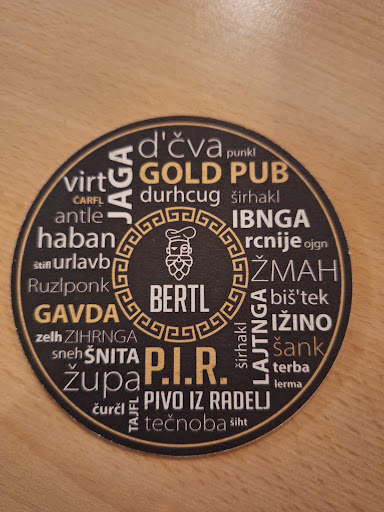 d'čva
punkl
virt
JAGA
GOLD PUB
ČARFL
durhcug
širhakl
antle
IBNGA
haban
rcnije
ojgn
štifl
urlavb
ŽMAH
Ruzlponk
BERTL
biš'tek
GAVDA
LAJTNGA
IŽINO
zelh
ZIHRNGA
širhakl
šank
sneh
ŠNITA
P.I.R.
terba
župa
lerma
PIVO IZ RADELJ
čurčl
TAJFL
tečnoba
šiht